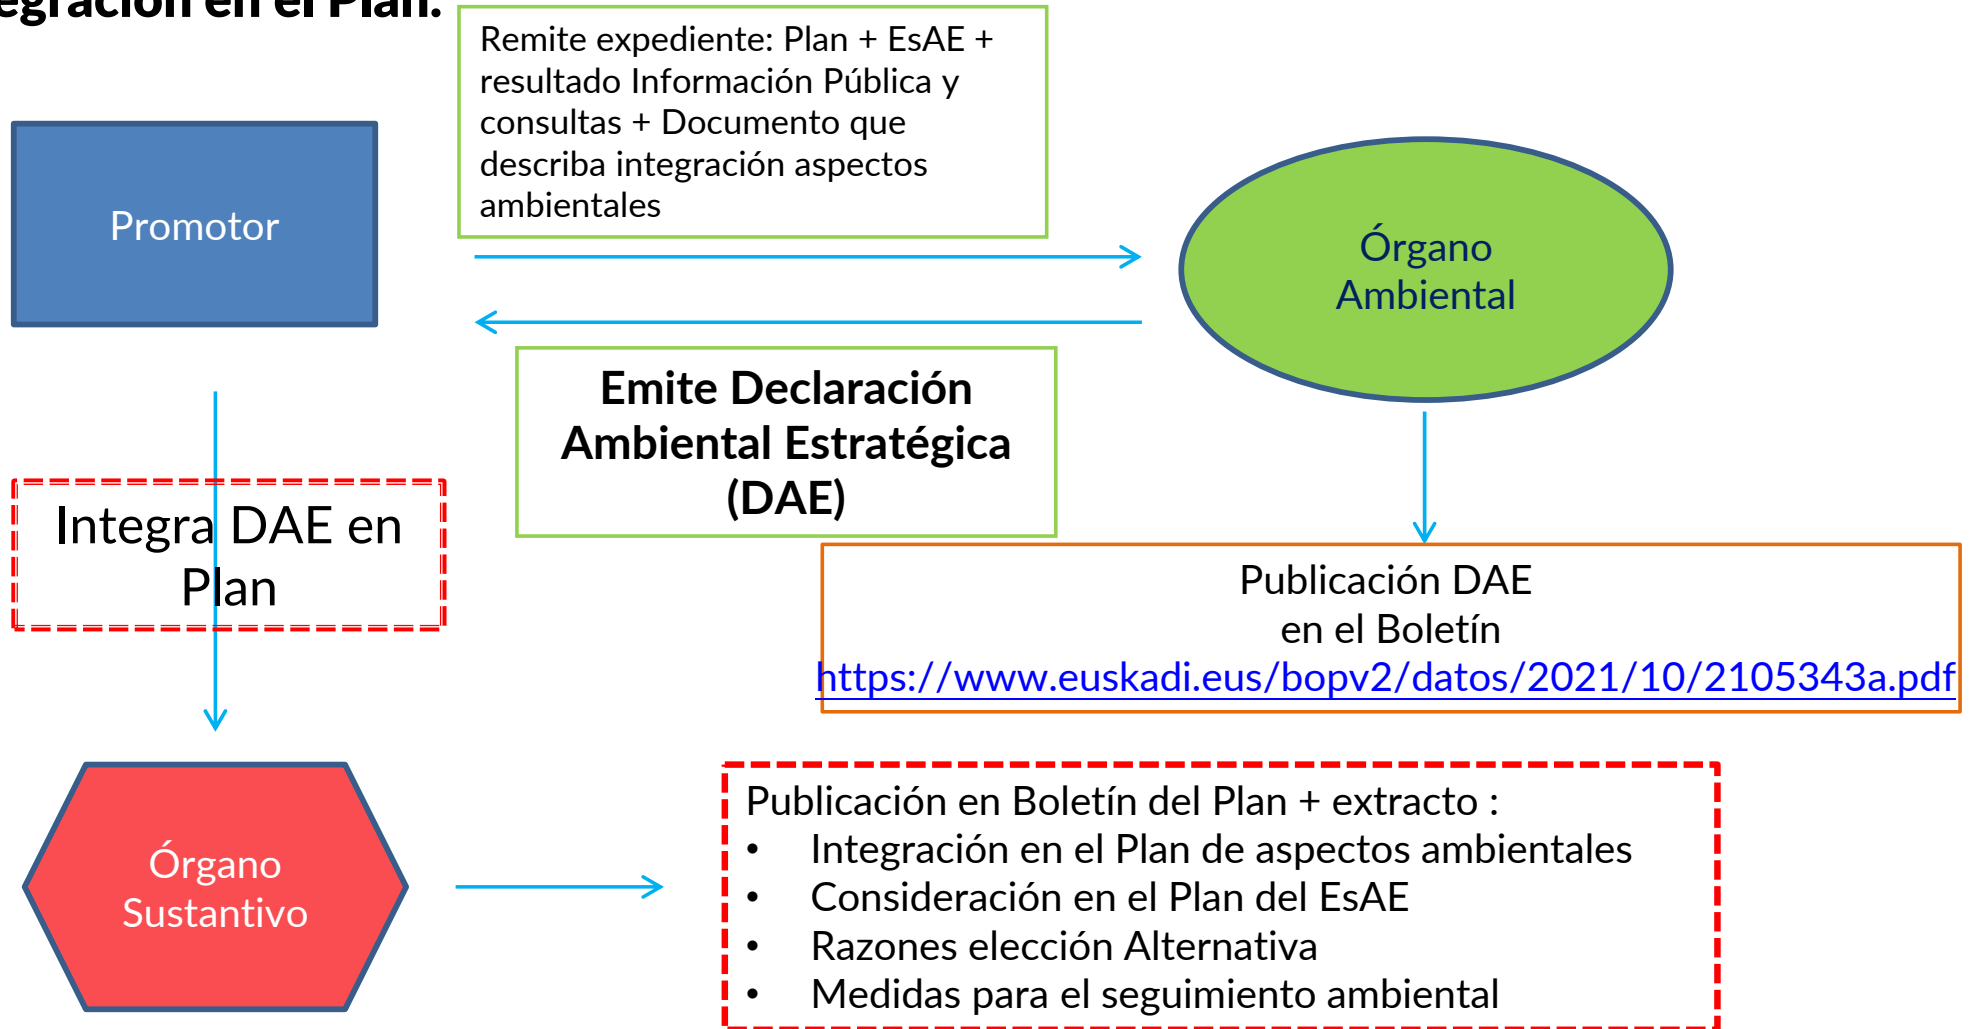 egración en el Plan.
Remite expediente: Plan + EsAE +
resultado Información Pública y
consultas + Documento que
describa integración aspectos
ambientales
Promotor
Órgano
Ambiental
Emite Declaración
Ambiental Estratégica
(DAE)
Integra DAE en
Plan
Publicación DAE
en el Boletín
https://www.euskadi.eus/bopv2/datos/2021/10/2105343a.pdf
Órgano
Sustantivo
Publicación en Boletín del Plan + extracto :
• Integración en el Plan de aspectos ambientales
• Consideración en el Plan del EsAE
• Razones elección Alternativa
• Medidas para el seguimiento ambiental